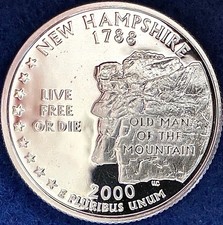 NEW HAMPSHIRE
1788
LIVE
FREE
OR DIE
OLD MAN
OF THE
MOUNTAIN
2000
E PLURIBUS UNUM